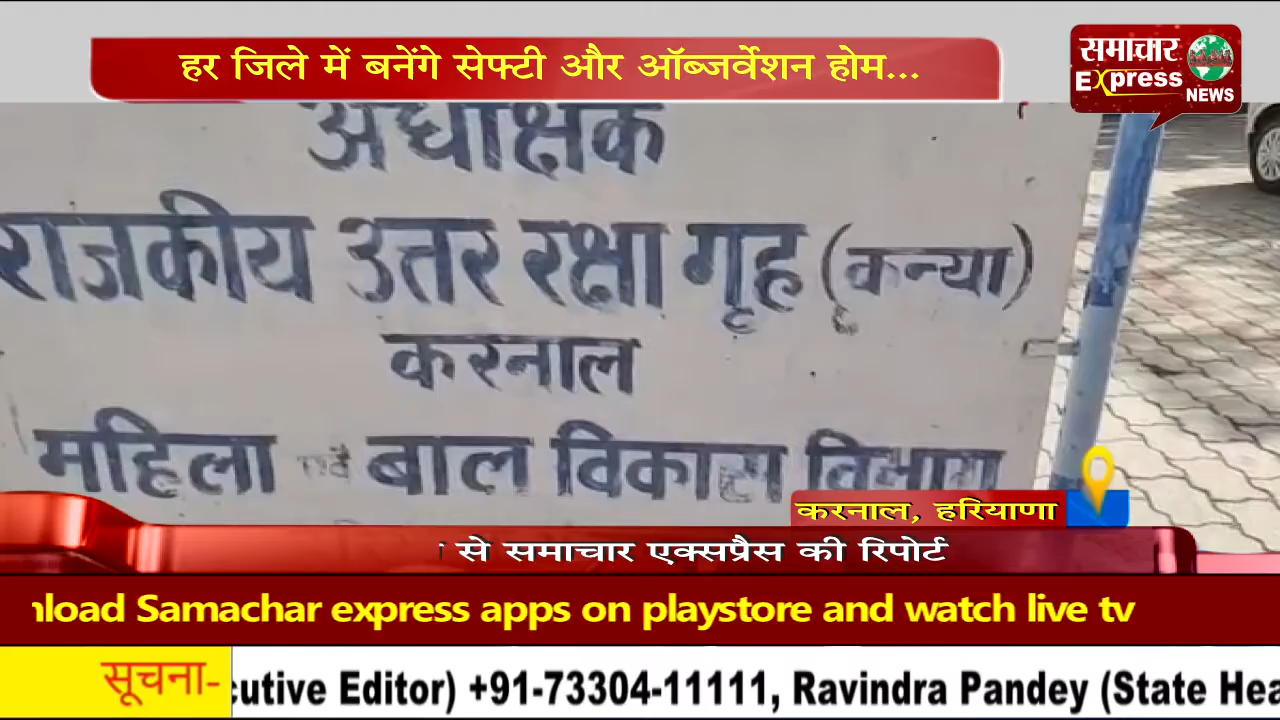 हर जिले में बनेंगे सेफ्टी और ऑब्जर्वेशन होम...
समाचार
Express
NEWS
अधीक्षक
राजकीय उत्तर रक्षा गृह (कन्या)
करनाल
महिला एवं बाल विकास विभाग
करनाल, हरियाणा
से समाचार एक्सप्रैस की रिपोर्ट
nload Samachar express apps on playstore and watch live tv
सूचना-
cutive Editor) +91-73304-11111, Ravindra Pandey (State Hea